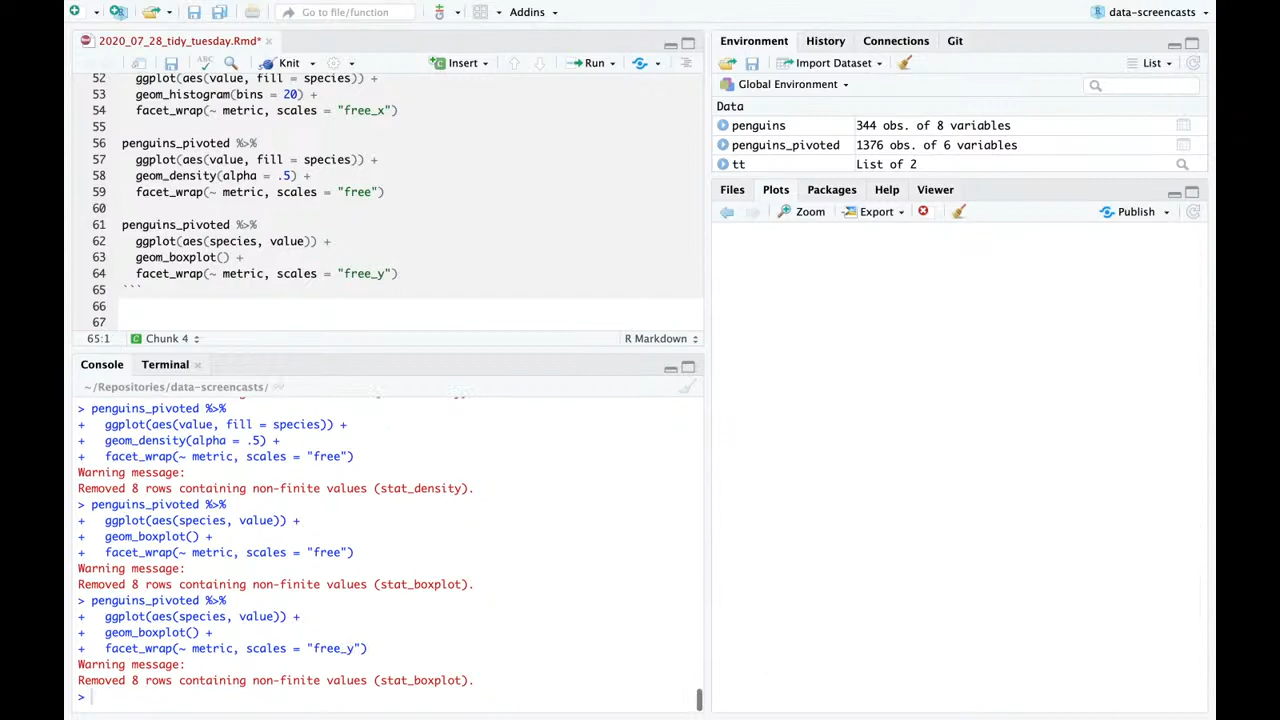 Go to file/function
Addins
data-screencasts
2020_07_28_tidy_tuesday.Rmd*
ABC
Knit
Insert
Run
52 ggplot(aes(value, fill = species)) +
53 geom_histogram(bins = 20) +
54 facet_wrap(~ metric, scales = "free_x")
55
56 penguins_pivoted %>%
57 ggplot(aes(value, fill = species)) +
58 geom_density(alpha = .5) +
59 facet_wrap(~ metric, scales = "free")
60
61 penguins_pivoted %>%
62 ggplot(aes(species, value)) +
63 geom_boxplot() +
64 facet_wrap(~ metric, scales = "free_y")
65 ```
66
67
65:1 Chunk 4 R Markdown
Console Terminal
~/Repositories/data-screencasts/
> penguins_pivoted %>%
+ ggplot(aes(value, fill = species)) +
+ geom_density(alpha = .5) +
+ facet_wrap(~ metric, scales = "free")
Warning message:
Removed 8 rows containing non-finite values (stat_density).
> penguins_pivoted %>%
+ ggplot(aes(species, value)) +
+ geom_boxplot() +
+ facet_wrap(~ metric, scales = "free")
Warning message:
Removed 8 rows containing non-finite values (stat_boxplot).
> penguins_pivoted %>%
+ ggplot(aes(species, value)) +
+ geom_boxplot() +
+ facet_wrap(~ metric, scales = "free_y")
Warning message:
Removed 8 rows containing non-finite values (stat_boxplot).
>
Environment History Connections Git
Import Dataset List
Global Environment
Data
penguins 344 obs. of 8 variables
penguins_pivoted 1376 obs. of 6 variables
tt List of 2
Files Plots Packages Help Viewer
Zoom Export Publish